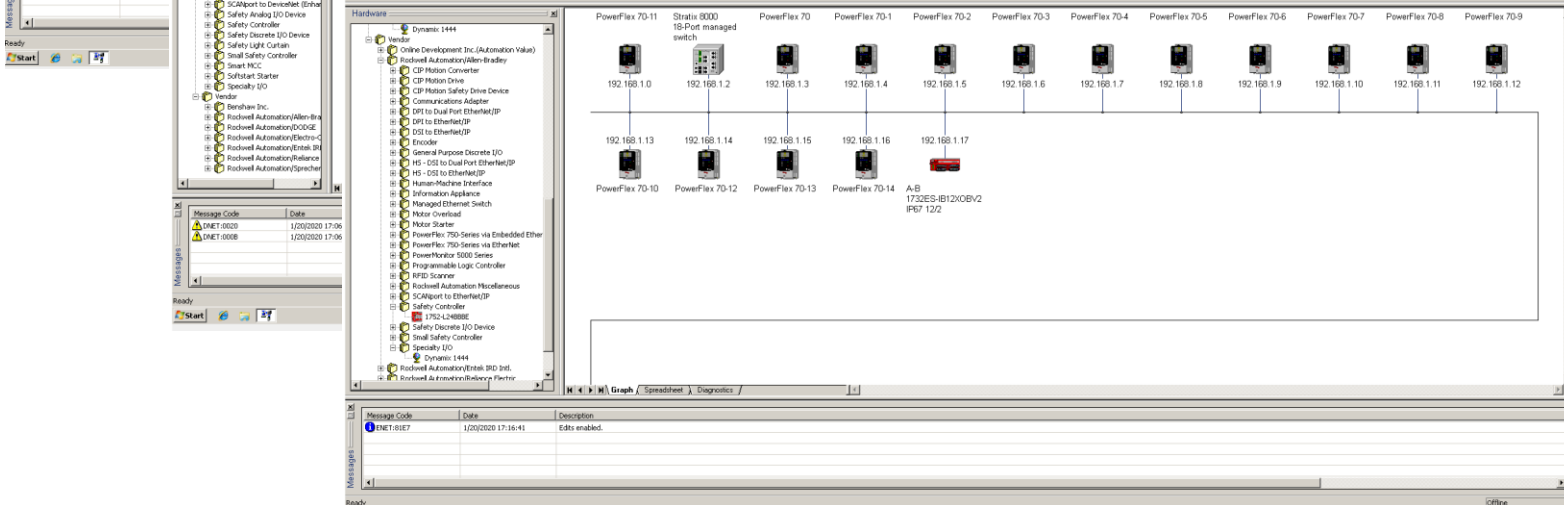 Messages
Ready
Start
SCANport to DeviceNet (Enhar
Safety Analog I/O Device
Safety Controller
Safety Discrete I/O Device
Safety Light Curtain
Small Safety Controller
Smart MCC
Softstart Starter
Specialty I/O
Vendor
Benshaw Inc.
Rockwell Automation/Allen-Bra
Rockwell Automation/DODGE
Rockwell Automation/Electro-C
Rockwell Automation/Entek IRI
Rockwell Automation/Reliance
Rockwell Automation/Sprecher
Message Code Date
DNET:0020 1/20/2020 17:06
DNET:000B 1/20/2020 17:06
Messages
Ready
Start
Hardware
Dynamix 1444
Vendor
Online Development Inc.(Automation Value)
Rockwell Automation/Allen-Bradley
CIP Motion Converter
CIP Motion Drive
CIP Motion Safety Drive Device
Communications Adapter
DPI to Dual Port EtherNet/IP
DPI to EtherNet/IP
DSI to EtherNet/IP
Encoder
General Purpose Discrete I/O
HS - DSI to Dual Port EtherNet/IP
HS - DSI to EtherNet/IP
Human-Machine Interface
Information Appliance
Managed Ethernet Switch
Motor Overload
Motor Starter
PowerFlex 750-Series via Embedded Ether
PowerFlex 750-Series via EtherNet
PowerMonitor 5000 Series
Programmable Logic Controller
RFID Scanner
Rockwell Automation Miscellaneous
SCANport to EtherNet/IP
Safety Controller
1752-L24BBBE
Safety Discrete I/O Device
Small Safety Controller
Specialty I/O
Dynamix 1444
Rockwell Automation/Entek IRD Intl.
Rockwell Automation/Reliance Electric
PowerFlex 70-11
Stratix 8000
18-Port managed
switch
PowerFlex 70
PowerFlex 70-1
PowerFlex 70-2
PowerFlex 70-3
PowerFlex 70-4
PowerFlex 70-5
PowerFlex 70-6
PowerFlex 70-7
PowerFlex 70-8
PowerFlex 70-9
192.168.1.0 192.168.1.2 192.168.1.3 192.168.1.4 192.168.1.5 192.168.1.6 192.168.1.7 192.168.1.8 192.168.1.9 192.168.1.10 192.168.1.11 192.168.1.12
192.168.1.13 192.168.1.14 192.168.1.15 192.168.1.16 192.168.1.17
PowerFlex 70-10 PowerFlex 70-12 PowerFlex 70-13 PowerFlex 70-14
A-B
1732ES-IB12XOBV2
IP67 12/2
Graph Spreadsheet Diagnostics
Message Code Date Description
ENET:81E7 1/20/2020 17:16:41 Edits enabled.
Messages
Ready
Offline